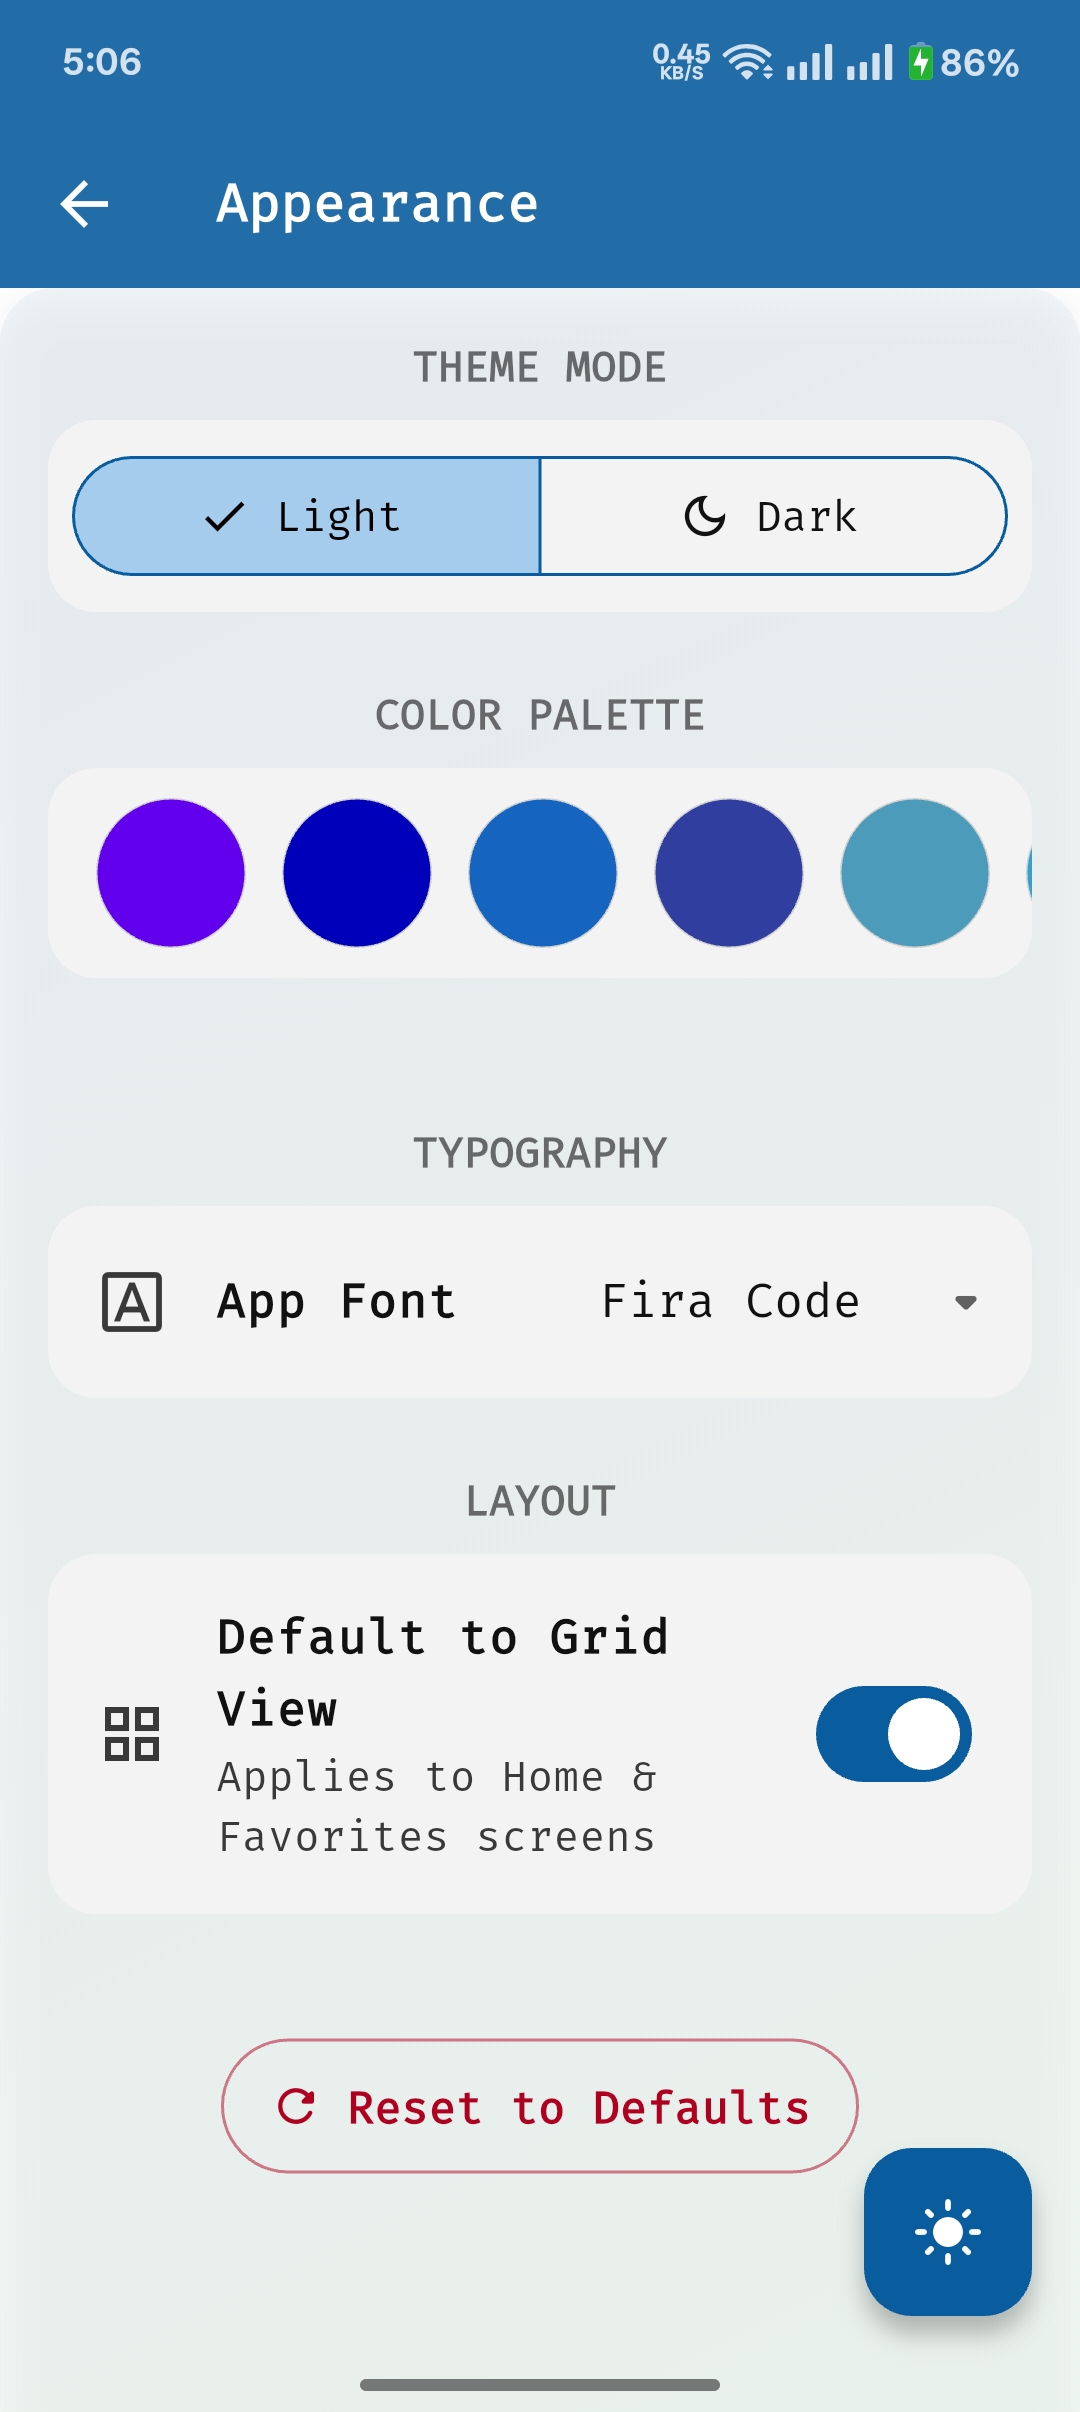 5:06
0.45
KB/S
86%
Appearance
THEME MODE
Light
Dark
COLOR PALETTE
TYPOGRAPHY
App Font
Fira Code
LAYOUT
Default to Grid
View
Applies to Home &
Favorites screens
Reset to Defaults